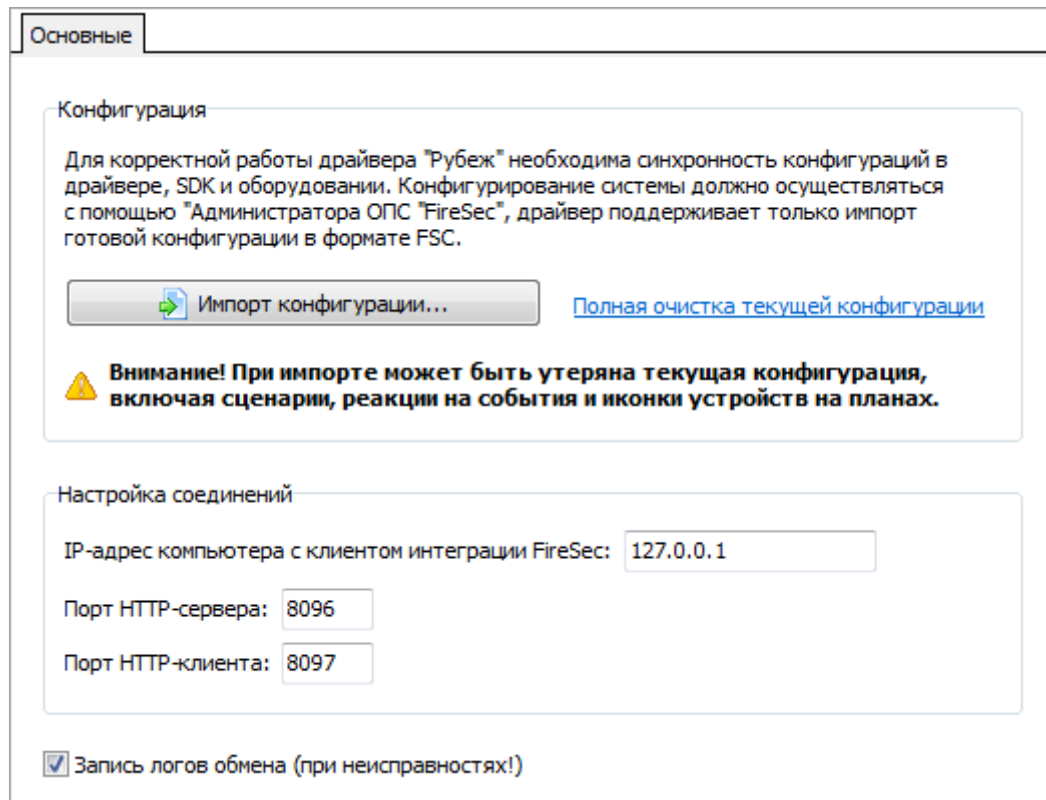 Основные
Конфигурация
Для корректной работы драйвера "Рубеж" необходима синхронность конфигураций в
драйвере, SDK и оборудовании. Конфигурирование системы должно осуществляться
с помощью "Администратора ОПС "FireSec", драйвер поддерживает только импорт
готовой конфигурации в формате FSC.
Импорт конфигурации... Полная очистка текущей конфигурации
Внимание! При импорте может быть утеряна текущая конфигурация,
включая сценарии, реакции на события и иконки устройств на планах.
Настройка соединений
IP-адрес компьютера с клиентом интеграции FireSec: 127.0.0.1
Порт HTTP-сервера: 8096
Порт HTTP-клиента: 8097
Запись логов обмена (при неисправностях!)